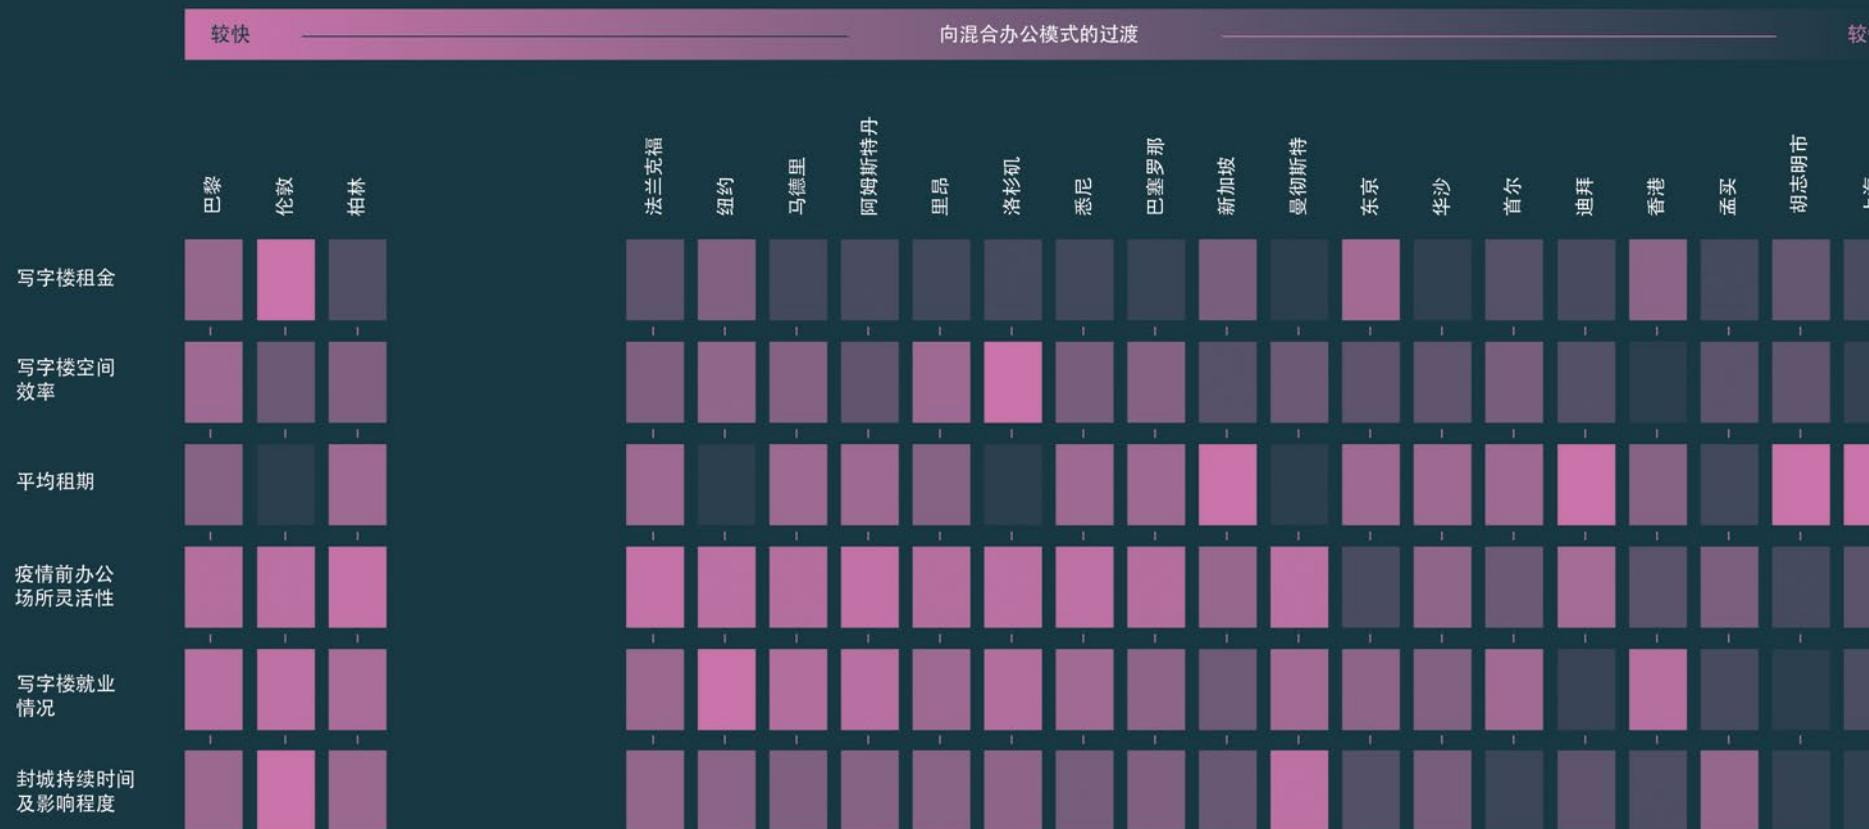 较快
向混合办公模式的过渡
巴黎
伦敦
柏林
法兰克福
纽约
马德里
阿姆斯特丹
里昂
洛杉矶
悉尼
巴塞罗那
新加坡
曼彻斯特
东京
华沙
首尔
迪拜
香港
孟买
胡志明市
写字楼租金
写字楼空间
效率
平均租期
疫情前办公
场所灵活性
写字楼就业
情况
封城持续时间
及影响程度